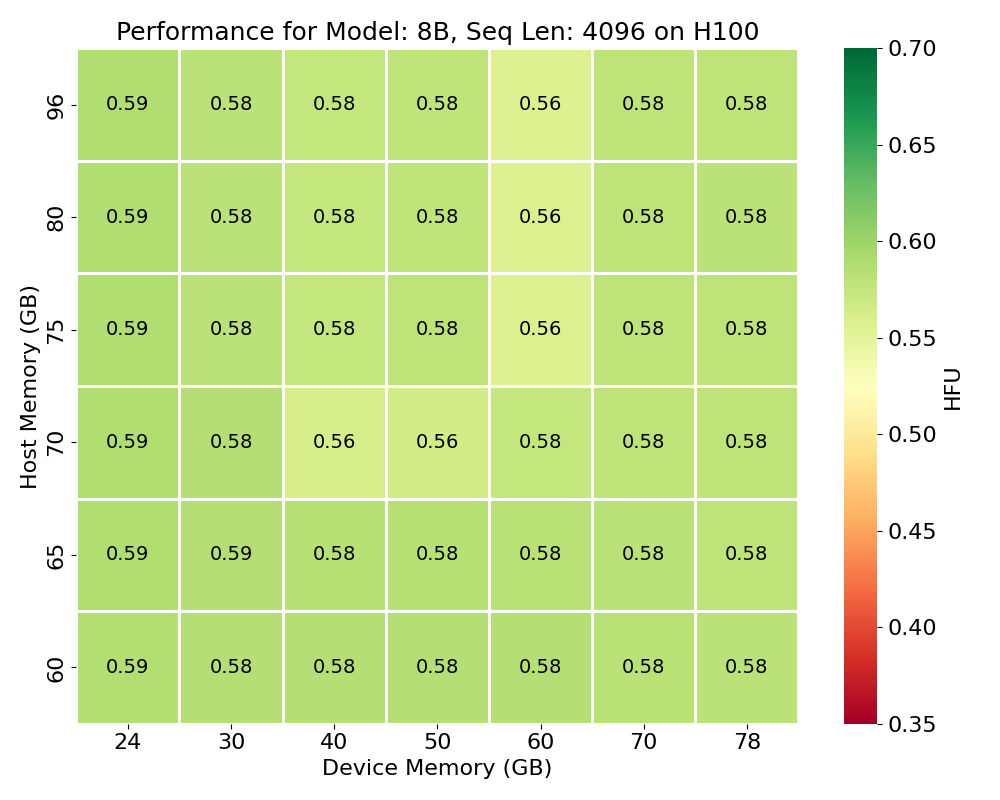 Performance for Model: 8B, Seq Len: 4096 on H100
96 0.59 0.58 0.58 0.58 0.56 0.58 0.58
80 0.59 0.58 0.58 0.58 0.56 0.58 0.58
75 0.59 0.58 0.58 0.58 0.56 0.58 0.58
70 0.59 0.58 0.56 0.56 0.58 0.58 0.58
65 0.59 0.59 0.58 0.58 0.58 0.58 0.58
60 0.59 0.58 0.58 0.58 0.58 0.58 0.58
24 30 40 50 60 70 78
Device Memory (GB)
Host Memory (GB)
0.70
0.65
0.60
0.55
0.50
0.45
0.40
0.35
HFU